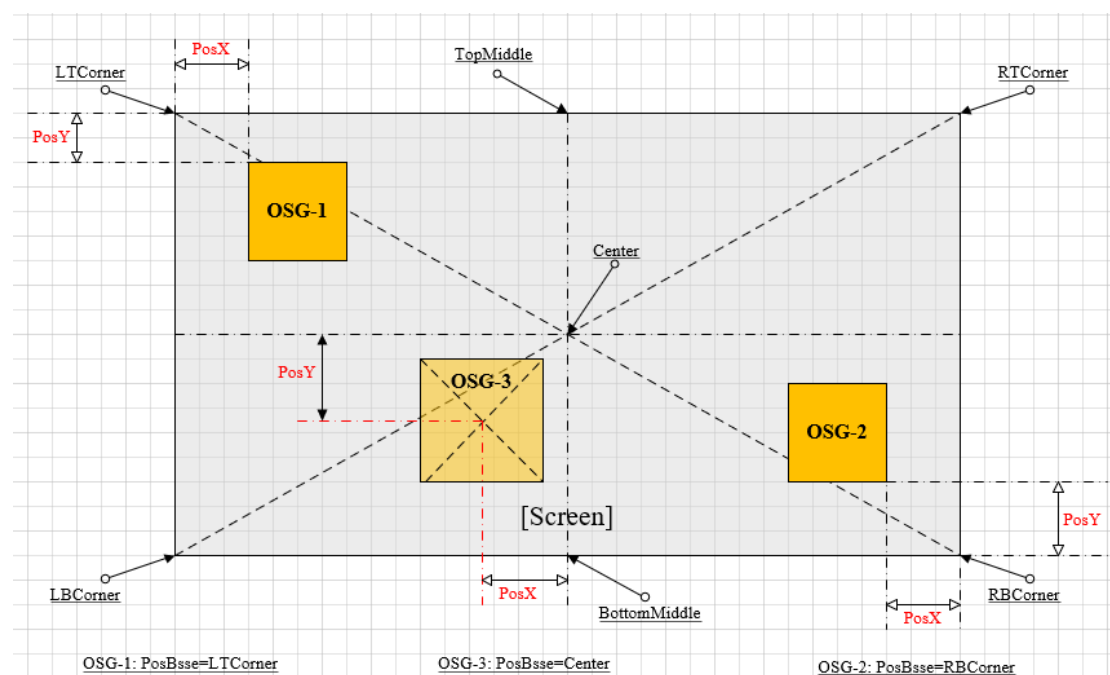 PosX
TopMiddle
LTCorner
RTCorner
PosY
OSG-1
Center
PosY
OSG-3
OSG-2
[Screen]
PosY
PosX
LBCorner
BottomMiddle
RBCorner
PosX
OSG-1: PosBsse=LTCorner
OSG-3: PosBsse=Center
OSG-2: PosBsse=RBCorner